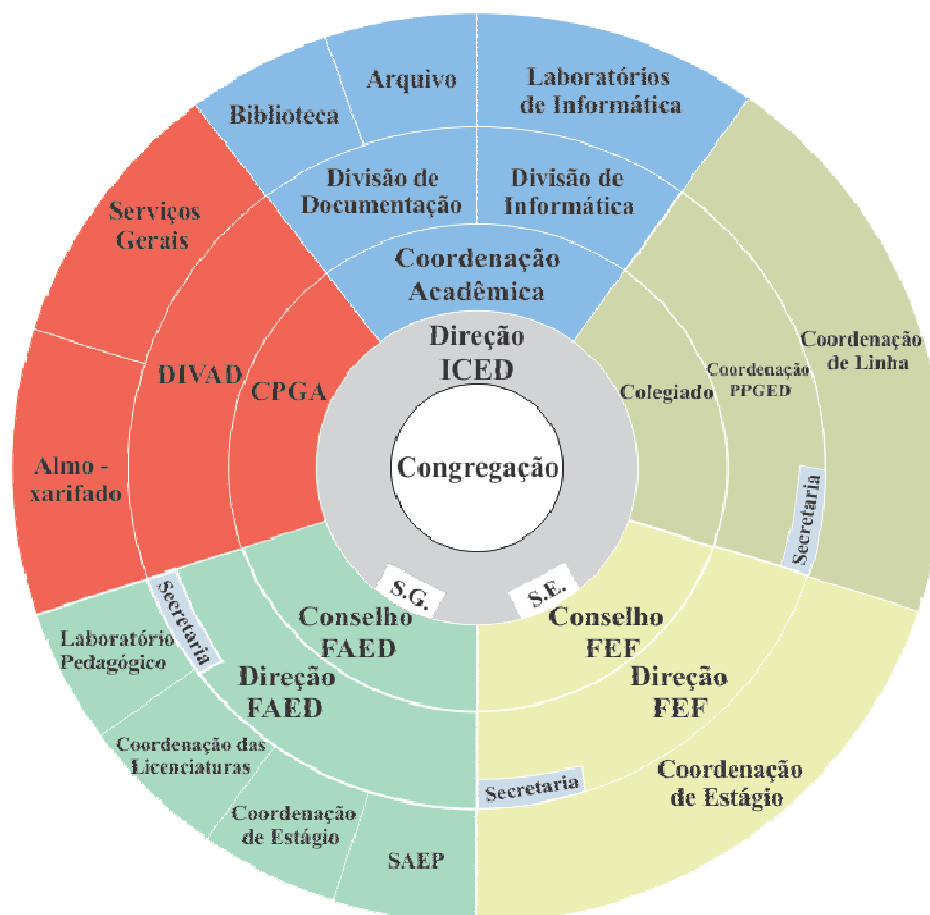 Biblioteca
Arquivo
Laboratórios
de Informática
Divisão de
Documentação
Divisão de
Informática
Coordenação
Acadêmica
Serviços
Gerais
Almo -
xarifado
DIVAD
CPGA
Direção
ICED
Congregação
S.G.
S.E.
Colegiado
Coordenação
PPGED
Coordenação
de Linha
Secretaria
Conselho
FAED
Direção
FAED
Secretaria
Laboratório
Pedagógico
Coordenação das
Licenciaturas
Coordenação
de Estágio
SAEP
Conselho
FEF
Direção
FEF
Secretaria
Coordenação
de Estágio